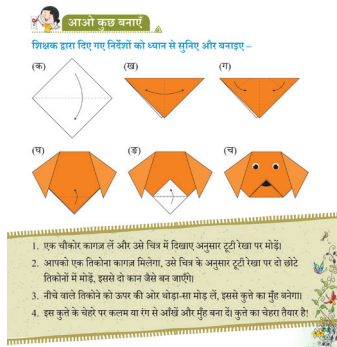 आओ कुछ बनाएँ
शिक्षक द्वारा दिए गए निर्देशों को ध्यान से सुनिए और बनाइए –
(क) (ख) (ग)
(घ) (ङ) (च)
1. एक चौकोर कागज़ लें और उसे चित्र में दिखाए अनुसार टूटी रेखा पर मोड़ें।
2. आपको एक तिकोना कागज़ मिलेगा, उसे चित्र के अनुसार टूटी रेखा पर दो छोटे
तिकोनों में मोड़ें, इससे दो कान जैसे बन जाएँगे।
3. नीचे वाले तिकोने को ऊपर की ओर थोड़ा-सा मोड़ लें, इससे कुत्ते का मुँह बनेगा।
4. इस कुत्ते के चेहरे पर कलम या रंग से आँखें और मुँह बना दें। कुत्ते का चेहरा तैयार है!